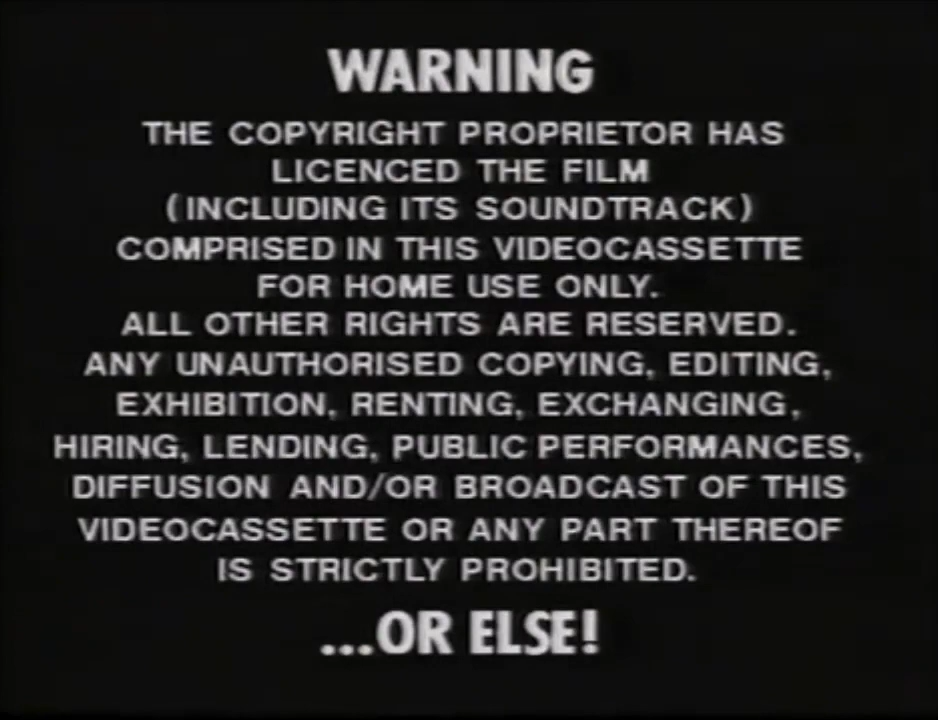 WARNING
THE COPYRIGHT PROPRIETOR HAS
LICENCED THE FILM
(INCLUDING ITS SOUNDTRACK)
COMPRISED IN THIS VIDEOCASSETTE
FOR HOME USE ONLY.
ALL OTHER RIGHTS ARE RESERVED.
ANY UNAUTHORISED COPYING, EDITING,
EXHIBITION, RENTING, EXCHANGING,
HIRING, LENDING, PUBLIC PERFORMANCES,
DIFFUSION AND/OR BROADCAST OF THIS
VIDEOCASSETTE OR ANY PART THEREOF
IS STRICTLY PROHIBITED.
...OR ELSE!